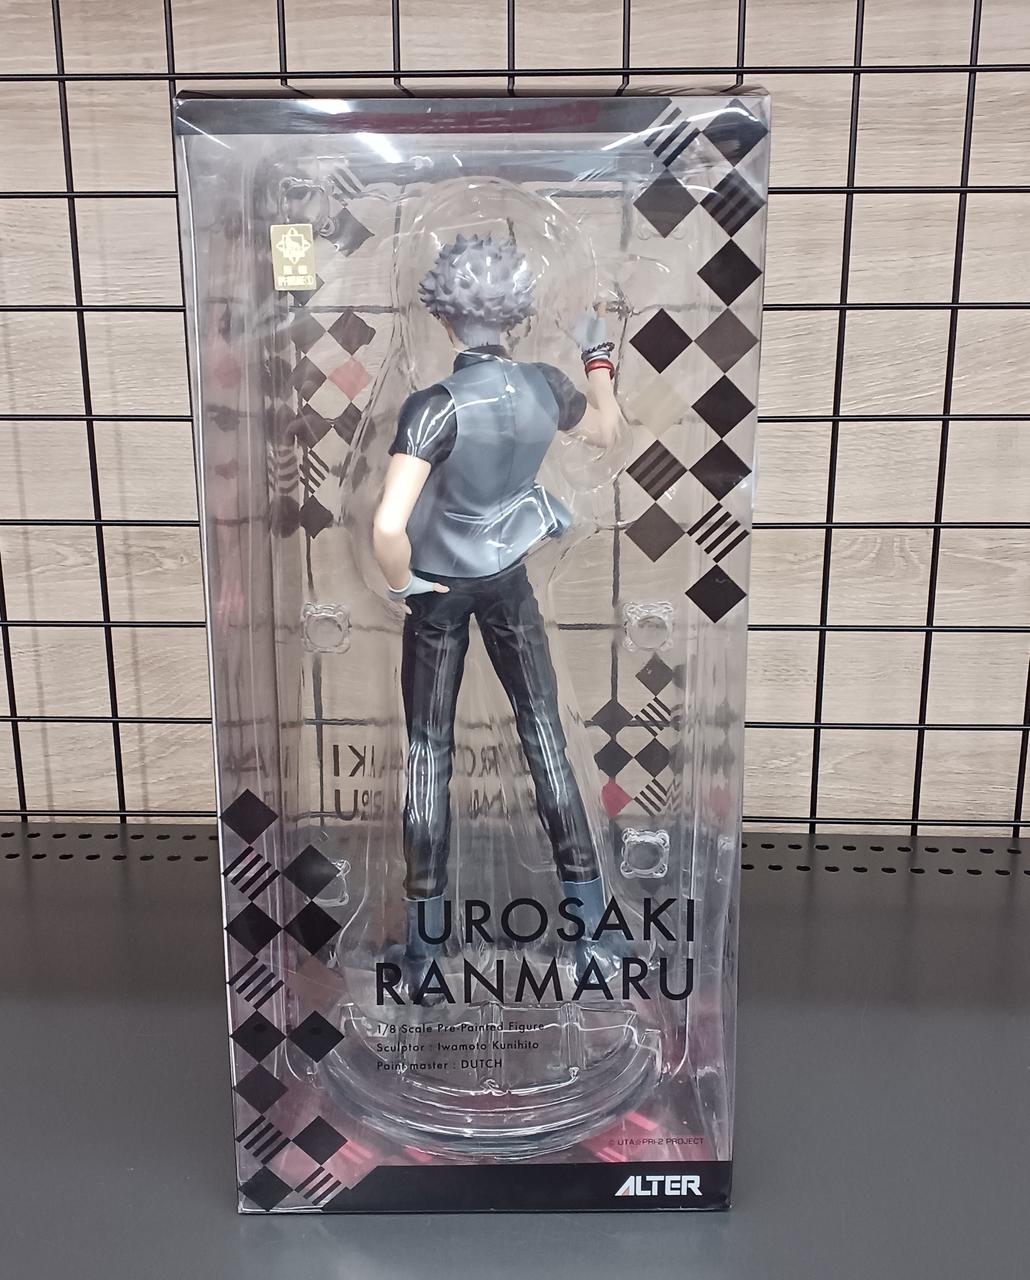 UROSAKI
RANMARU
1/8 Scale Pre-Painted Figure
Sculptor : Iwamoto Kunihito
Paint master : DUTCH
© UTA☆PRI-2 PROJECT
ALTER